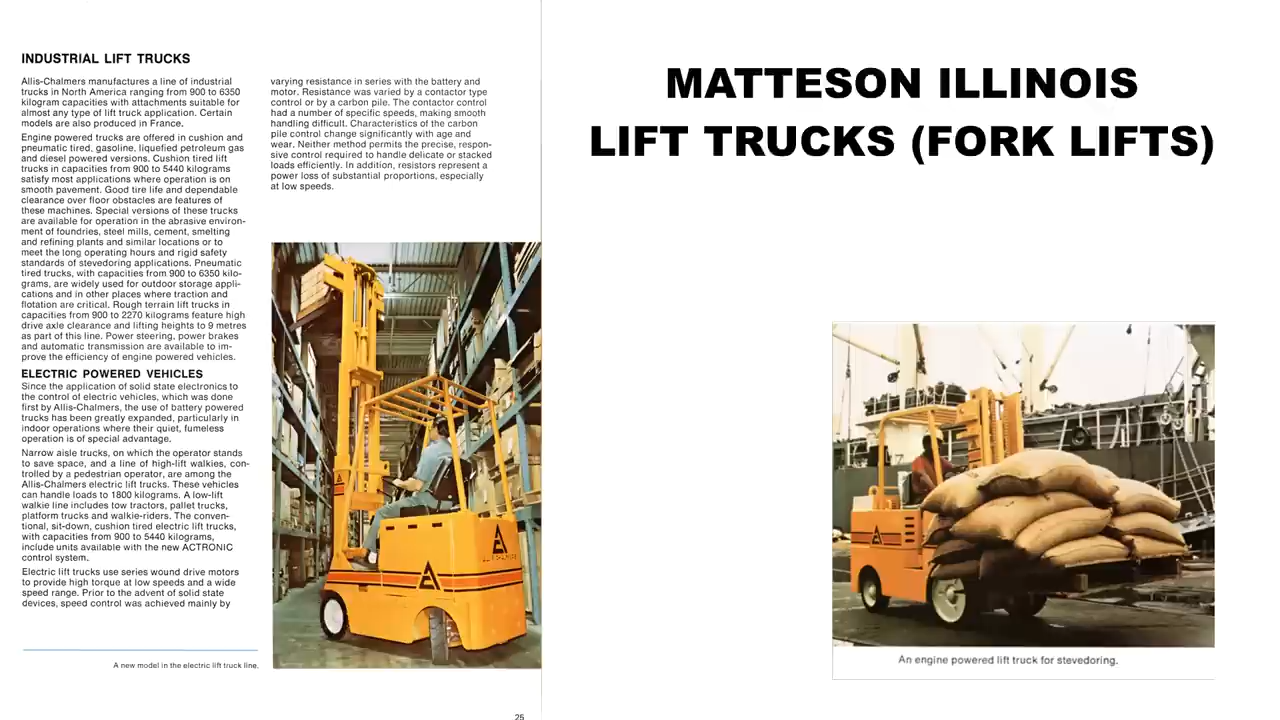 INDUSTRIAL LIFT TRUCKS
Allis-Chalmers manufactures a line of industrial
trucks in North America ranging from 900 to 6350
kilogram capacities with attachments suitable for
almost any type of lift truck application. Certain
models are also produced in France.
Engine powered trucks are offered in cushion and
pneumatic tired, gasoline, liquefied petroleum gas
and diesel powered versions. Cushion tired lift
trucks in capacities from 900 to 5440 kilograms
satisfy most applications where operation is on
smooth pavement. Good tire life and dependable
clearance over floor obstacles are features of
these machines. Special versions of these trucks
are available for operation in the abrasive environ-
ment of foundries, steel mills, cement, smelting
and refining plants and similar locations or to
meet the long operating hours and rigid safety
standards of stevedoring applications. Pneumatic
tired trucks, with capacities from 900 to 6350 kilo-
grams, are widely used for outdoor storage appli-
cations and in other places where traction and
flotation are critical. Rough terrain lift trucks in
capacities from 900 to 2270 kilograms feature high
drive axle clearance and lifting heights to 9 metres
as part of this line. Power steering, power brakes
and automatic transmission are available to im-
prove the efficiency of engine powered vehicles.
ELECTRIC POWERED VEHICLES
Since the application of solid state electronics to
the control of electric vehicles, which was done
first by Allis-Chalmers, the use of battery powered
trucks has been greatly expanded, particularly in
indoor operations where their quiet, fumeless
operation is of special advantage.
Narrow aisle trucks, on which the operator stands
to save space, and a line of high-lift walkies, con-
trolled by a pedestrian operator, are among the
Allis-Chalmers electric lift trucks. These vehicles
can handle loads to 1800 kilograms. A low-lift
walkie line includes tow tractors, pallet trucks,
platform trucks and walkie-riders. The conven-
tional, sit-down, cushion tired electric lift trucks,
with capacities from 900 to 5440 kilograms,
include units available with the new ACTRONIC
control system.
Electric lift trucks use series wound drive motors
to provide high torque at low speeds and a wide
speed range. Prior to the advent of solid state
devices, speed control was achieved mainly by
varying resistance in series with the battery and
motor. Resistance was varied by a contactor type
control or by a carbon pile. The contactor control
had a number of specific speeds, making smooth
handling difficult. Characteristics of the carbon
pile control change significantly with age and
wear. Neither method permits the precise, respon-
sive control required to handle delicate or stacked
loads efficiently. In addition, resistors represent a
power loss of substantial proportions, especially
at low speeds.
ALLIS-CHALMERS
A new model in the electric lift truck line.
25
MATTESON ILLINOIS
LIFT TRUCKS (FORK LIFTS)
An engine powered lift truck for stevedoring.